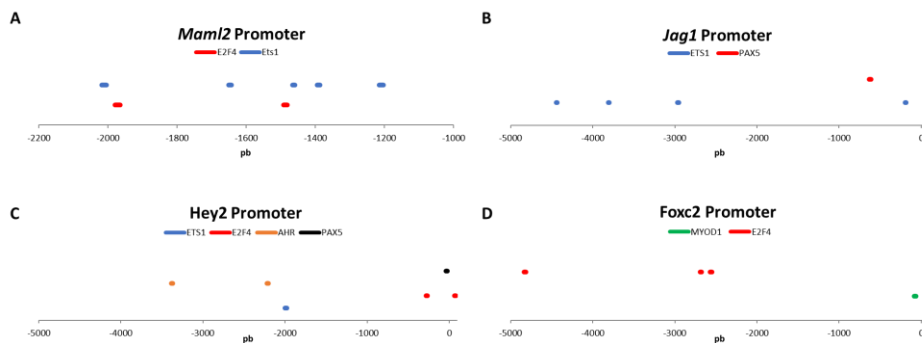 A
Maml2 Promoter
E2F4 Ets1
-2200 -2000 -1800 -1600 -1400 -1200 -1000
pb
B
Jag1 Promoter
ETS1 PAX5
-5000 -4000 -3000 -2000 -1000 0
pb
C
Hey2 Promoter
ETS1 E2F4 AHR PAX5
-5000 -4000 -3000 -2000 -1000 0
pb
D
Foxc2 Promoter
MYOD1 E2F4
-5000 -4000 -3000 -2000 -1000 0
pb